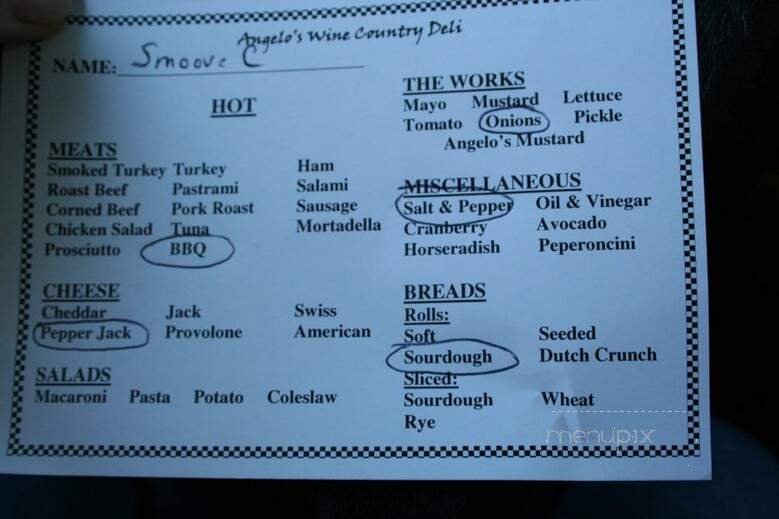 Angelo's Wine Country Deli
NAME: Smoove C
HOT
MEATS
Smoked Turkey Turkey Ham
Roast Beef Pastrami Salami
Corned Beef Pork Roast Sausage
Chicken Salad Tuna Mortadella
Prosciutto BBQ
CHEESE
Cheddar Jack Swiss
Pepper Jack Provolone American
SALADS
Macaroni Pasta Potato Coleslaw
THE WORKS
Mayo Mustard Lettuce
Tomato Onions Pickle
Angelo's Mustard
MISCELLANEOUS
Salt & Pepper Oil & Vinegar
Cranberry Avocado
Horseradish Peperoncini
BREADS
Rolls:
Soft Seeded
Sourdough Dutch Crunch
Sliced:
Sourdough Wheat
Rye
menupix